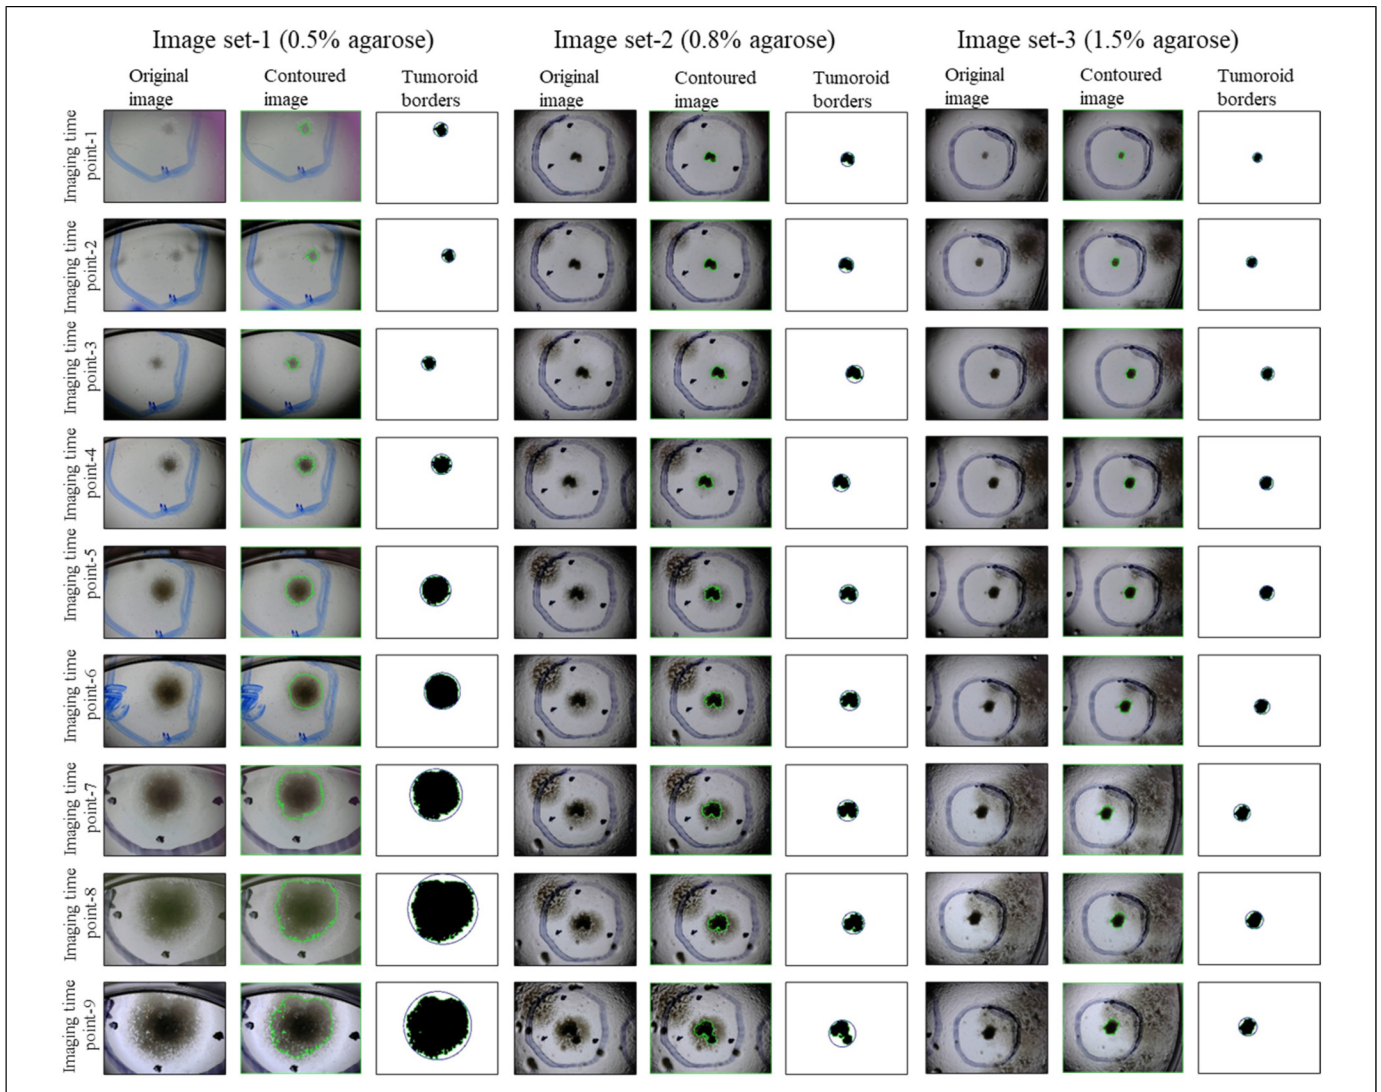 Image set-1 (0.5% agarose)
Image set-2 (0.8% agarose)
Image set-3 (1.5% agarose)
Original
image
Contoured
image
Tumoroid
borders
Original
image
Contoured
image
Tumoroid
borders
Original
image
Contoured
image
Tumoroid
borders
Imaging time
point-1
Imaging time
point-2
Imaging time
point-3
Imaging time
point-4
Imaging time
point-5
Imaging time
point-6
Imaging time
point-7
Imaging time
point-8
Imaging time
point-9